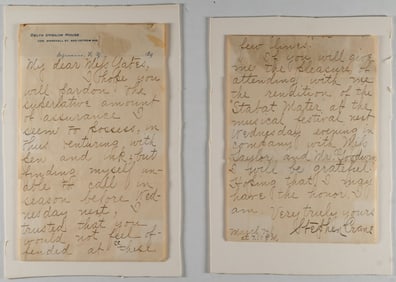 DELTA UPSILON HOUSE
Syracuse, N. Y.
My dear Miss Yates,
I hope you
will pardon the
superlative amount
of assurance I
seem to possess, in
thus venturing, with
pen and ink; but
finding myself un-
able to call in
season before Wed-
nesday next, I
trusted that you
would not feel of-
fended at these
few lines.
If you will give
me the pleasure of
attending with me
the rendition of the
"Stabat Mater at the
musical festival next
Wednesday evening in
company with Miss
Taylor and Mr. Goodwin
I will be grateful.
Hoping that I may
have the honor, I
am Very truly yours
Stephen Crane